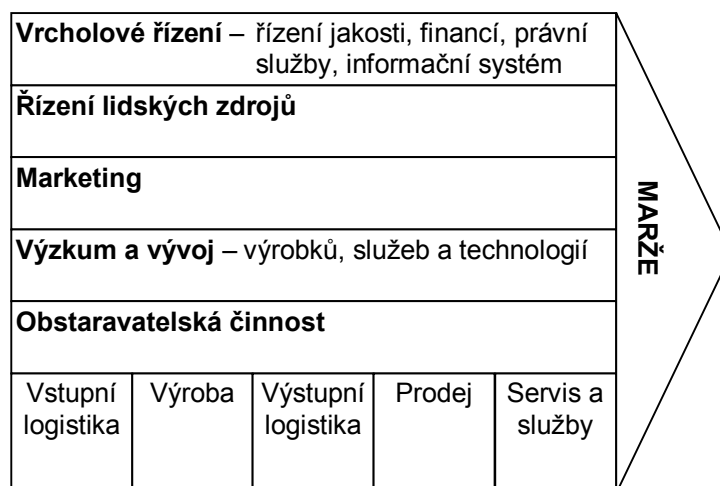 Vrcholové řízení – řízení jakosti, financí, právní
služby, informační systém
Řízení lidských zdrojů
Marketing
Výzkum a vývoj – výrobků, služeb a technologií
Obstaravatelská činnost
Vstupní
logistika
Výroba
Výstupní
logistika
Prodej
Servis a
služby
MARŽE